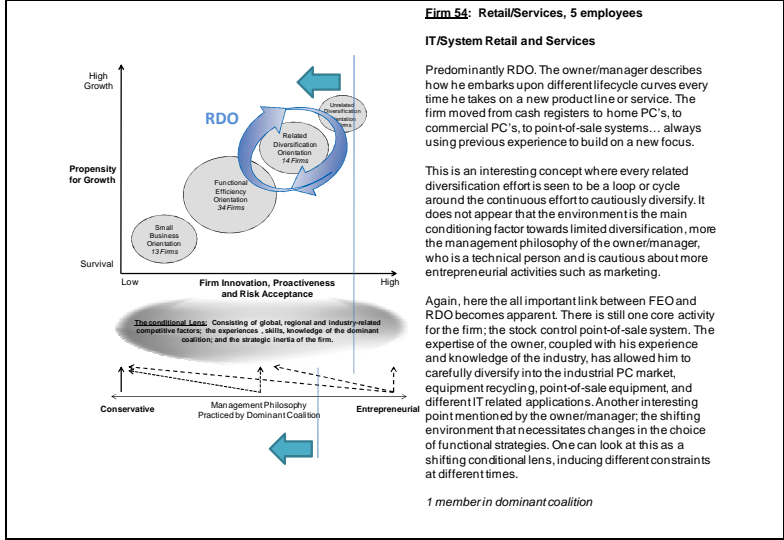 Firm 54:  Retail/Services, 5 employees
IT/System Retail and Services
Predominantly RDO. The owner/manager describes
how he embarks upon different lifecycle curves every
time he takes on a new product line or service. The
firm moved from cash registers to home PC's, to
commercial PC's, to point-of-sale systems… always
using previous experience to build on a new focus.
This is an interesting concept where every related
diversification effort is seen to be a loop or cycle
around the continuous effort to cautiously diversify. It
does not appear that the environment is the main
conditioning factor towards limited diversification, more
the management philosophy of the owner/manager,
who is a technical person and is cautious about more
entrepreneurial activities such as marketing.
Again, here the all important link between FEO and
RDO becomes apparent. There is still one core activity
for the firm; the stock control point-of-sale system. The
expertise of the owner, coupled with his experience
and knowledge of the industry, has allowed him to
carefully diversify into the industrial PC market,
equipment recycling, point-of-sale equipment, and
different IT related applications. Another interesting
point mentioned by the owner/manager; the shifting
environment that necessitates changes in the choice
of functional strategies. One can look at this as a
shifting conditional lens, inducing different constraints
at different times.
1 member in dominant coalition
High
Growth
Propensity
for Growth
Survival
RDO
Unrelated
Diversification
Related
Diversification
Orientation
14 Firms
Functional
Efficiency
Orientation
34 Firms
Small
Business
Orientation
13 Firms
Low
Firm Innovation, Proactiveness
and Risk Acceptance
High
The conditional Lens:  Consisting of global, regional and industry-related
competitive factors;  the experiences , skills, knowledge of the dominant
coalition; and the strategic inertia of the firm.
Conservative
Management Philosophy
Practiced by Dominant Coalition
Entrepreneurial